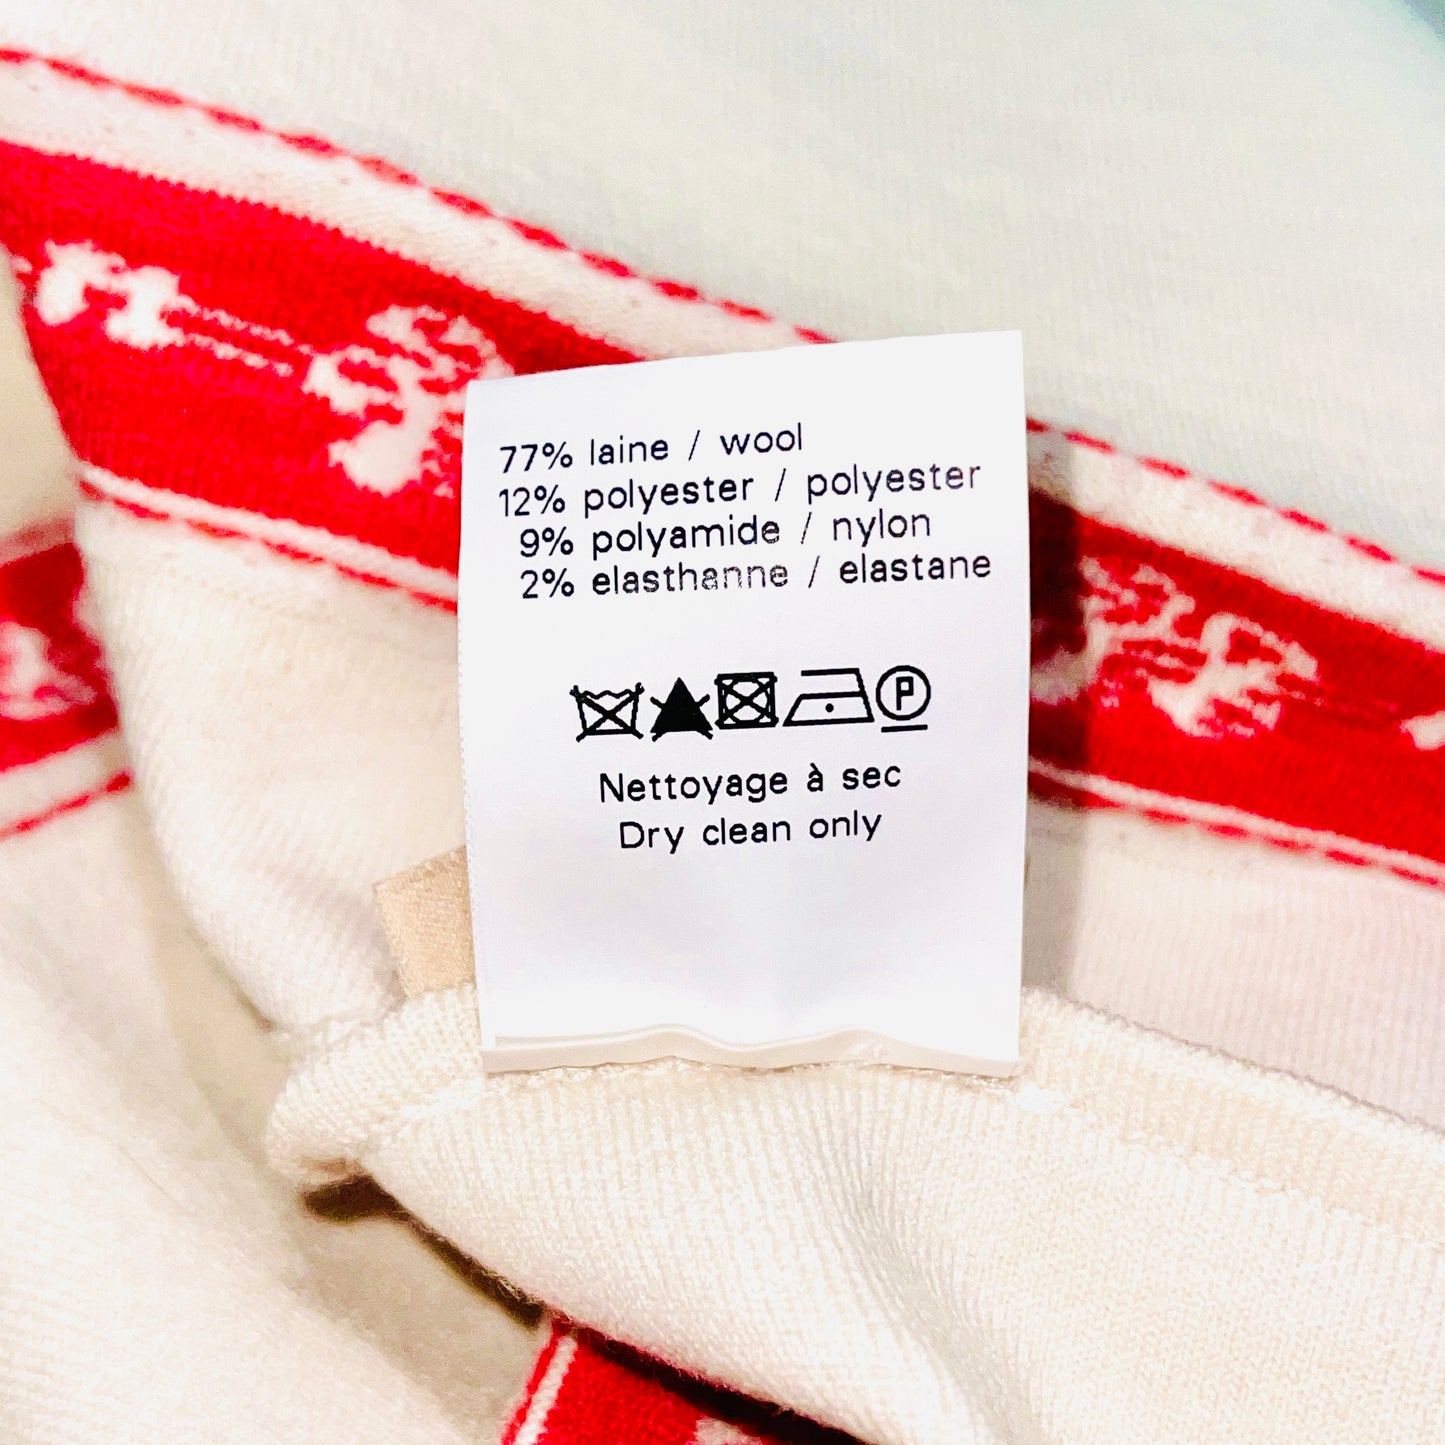 77% laine / wool
12% polyester / polyester
9% polyamide / nylon
2% elasthanne / elastane
P
Nettoyage à sec
Dry clean only